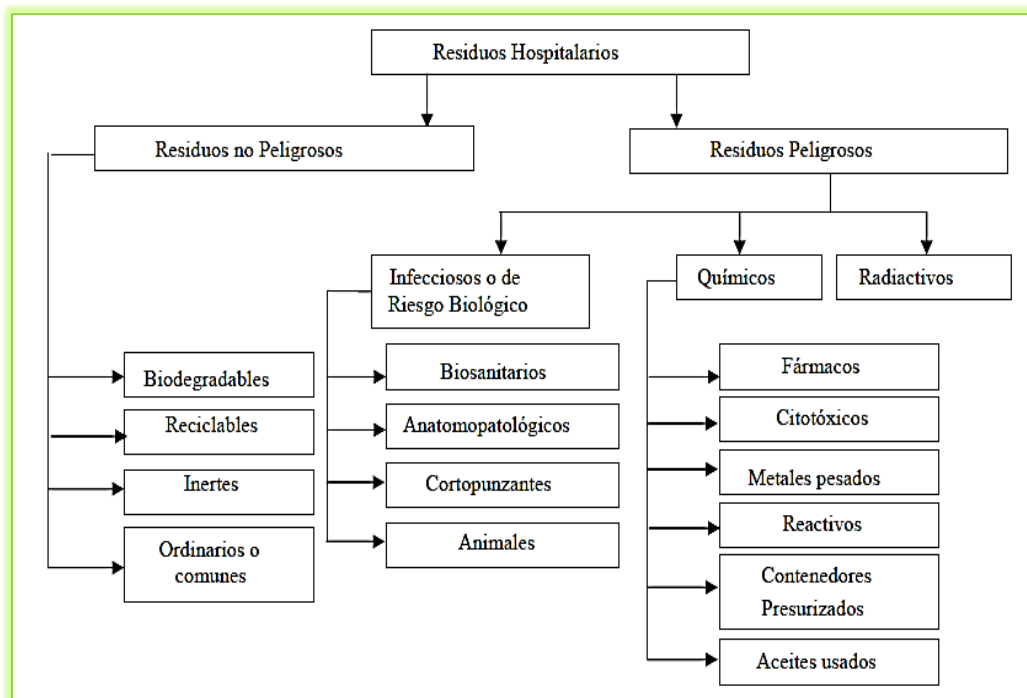 Residuos Hospitalarios
Residuos no Peligrosos
Residuos Peligrosos
Infecciosos o de
Riesgo Biológico
Químicos
Radiactivos
Biodegradables
Reciclables
Inertes
Ordinarios o
comunes
Biosanitarios
Anatomopatológicos
Cortopunzantes
Animales
Fármacos
Citotóxicos
Metales pesados
Reactivos
Contenedores
Presurizados
Aceites usados